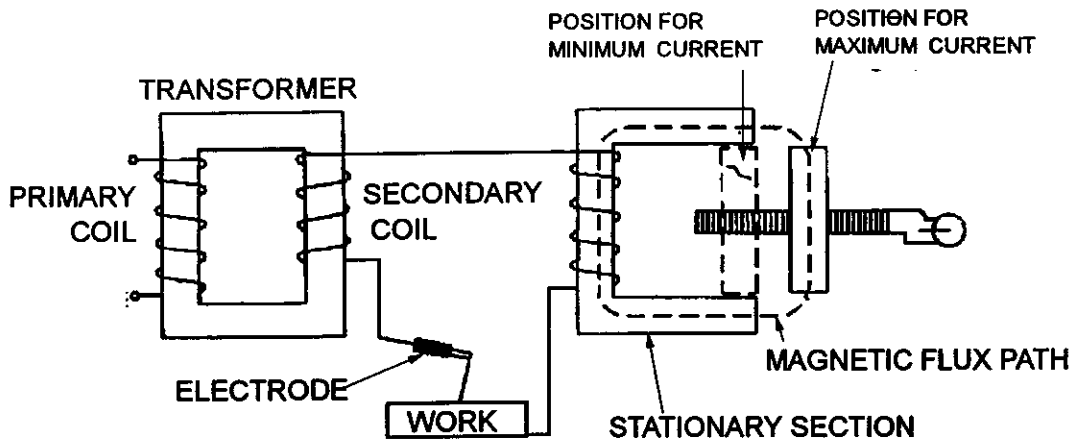 POSITION FOR
MINIMUM CURRENT
POSITION FOR
MAXIMUM CURRENT
TRANSFORMER
PRIMARY
COIL
SECONDARY
COIL
MAGNETIC FLUX PATH
ELECTRODE
WORK
STATIONARY SECTION